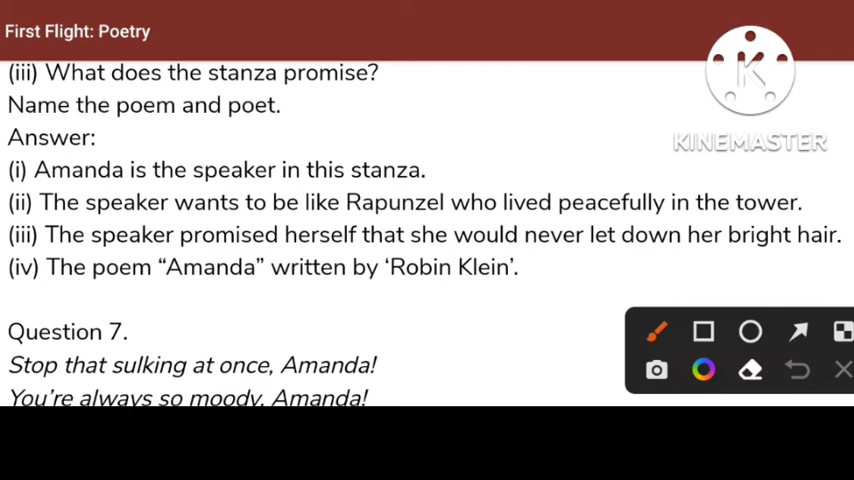 First Flight: Poetry
(iii) What does the stanza promise?
Name the poem and poet.
Answer:
(i) Amanda is the speaker in this stanza.
(ii) The speaker wants to be like Rapunzel who lived peacefully in the tower.
(iii) The speaker promised herself that she would never let down her bright hair.
(iv) The poem “Amanda” written by ‘Robin Klein’.
Question 7.
Stop that sulking at once, Amanda!
You’re always so moody, Amanda!
K
KINEMASTER